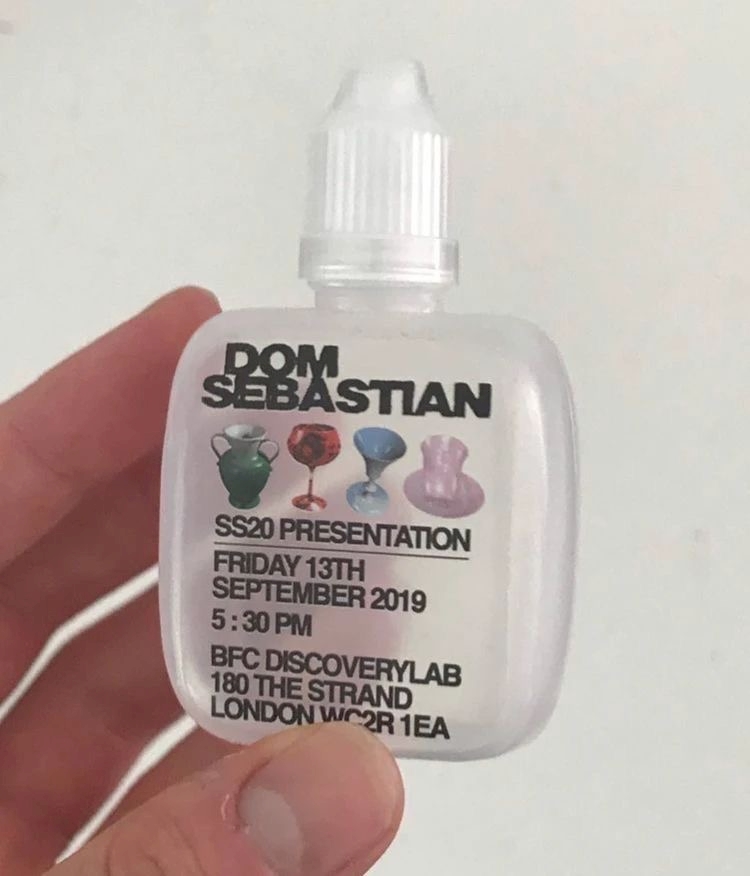 DOM
SEBASTIAN
SS20 PRESENTATION
FRIDAY 13TH
SEPTEMBER 2019
5:30 PM
BFC DISCOVERYLAB
180 THE STRAND
LONDON WC2R 1EA